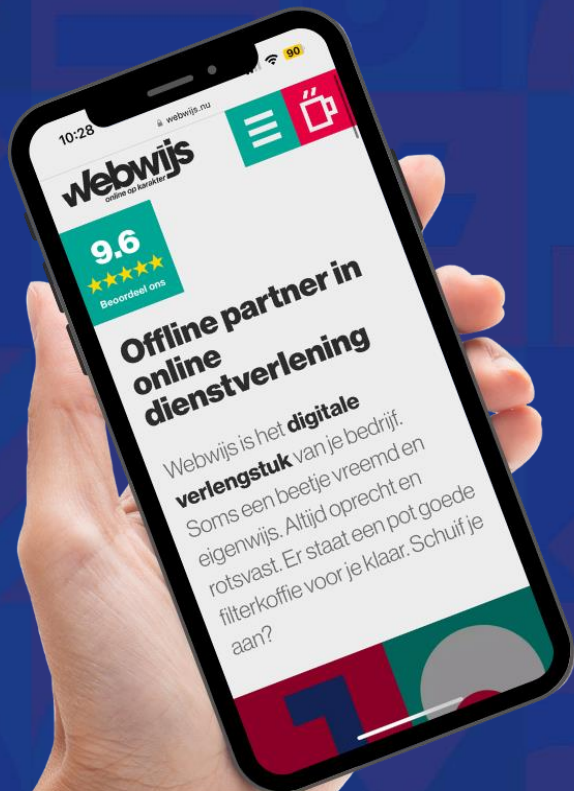 10:28
webwijs.nu
90
webwijs
online op karakter
9.6
Beoordeel ons
Offline partner in
online
dienstverlening
Webwijs is het digitale
verlengstuk van je bedrijf.
Soms een beetje vreemd en
eigenwijs. Altijd oprecht en
rotsvast. Er staat een pot goede
filterkoffie voor je klaar. Schuif je
aan?